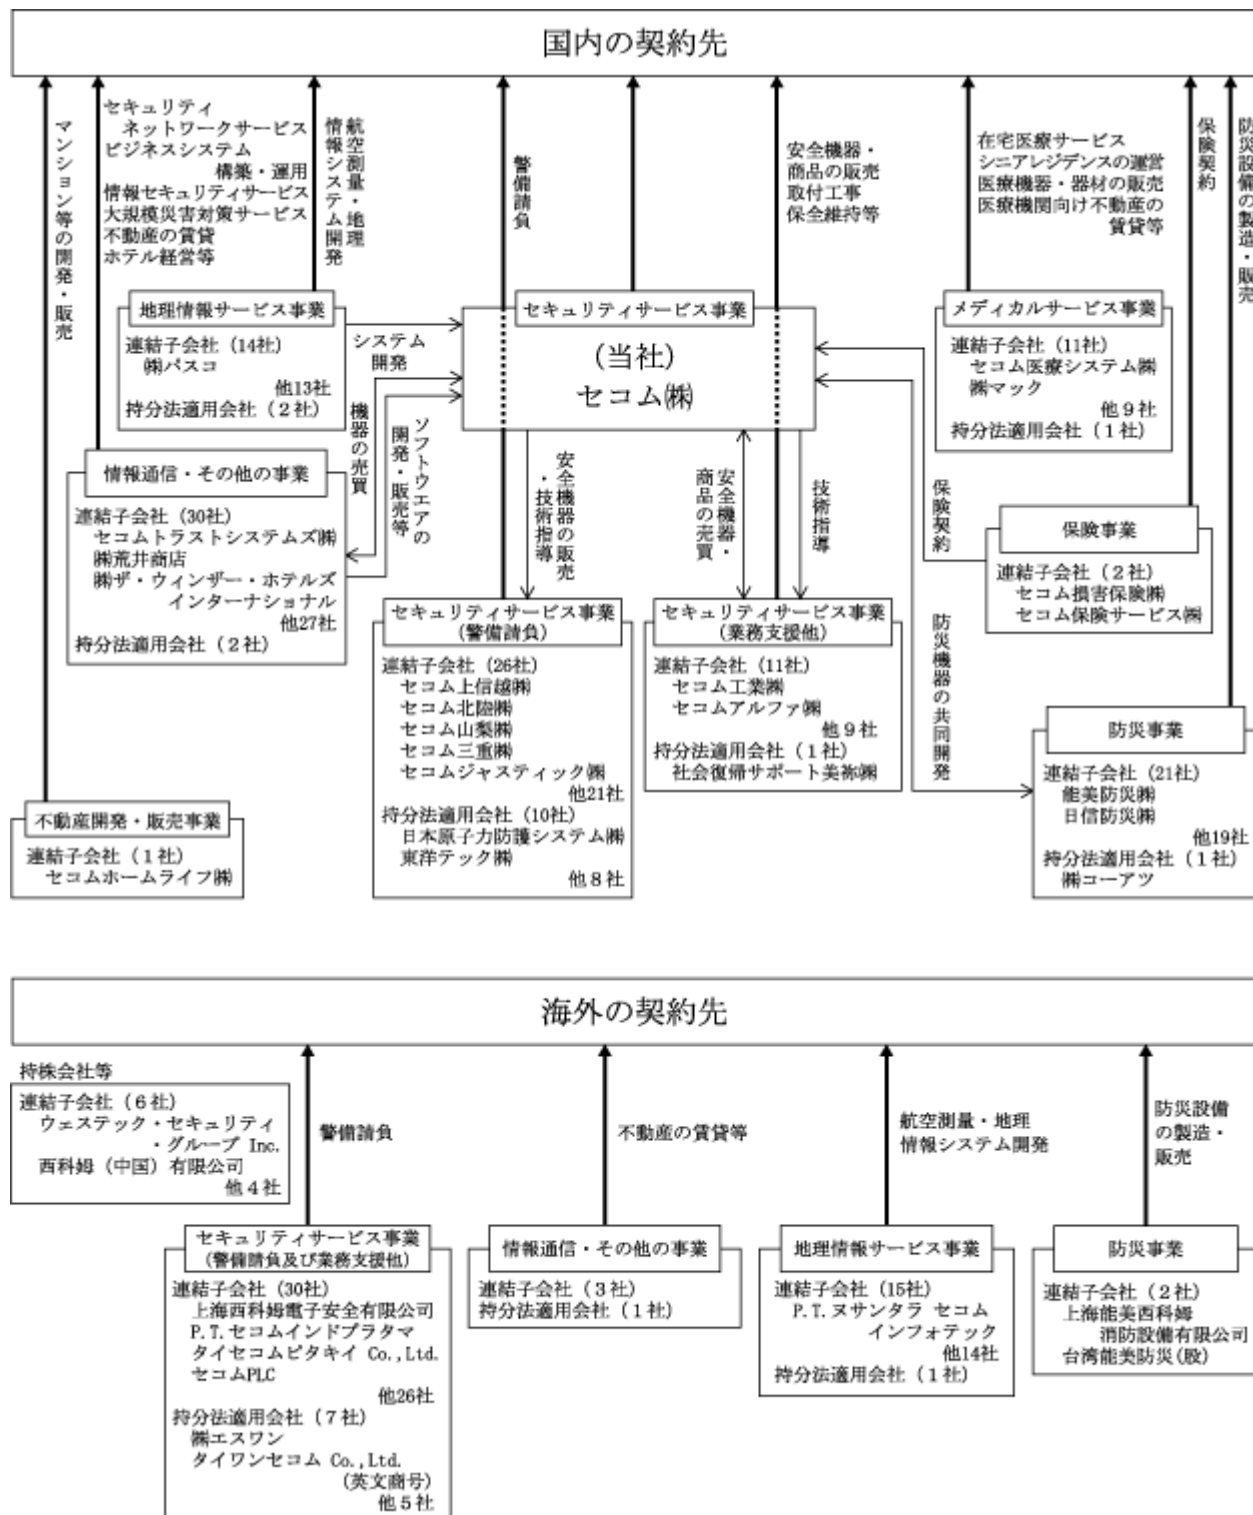 国内の契約先
マンション等の開発・販売
セキュリティ
ネットワークサービス
ビジネスシステム
構築・運用
情報セキュリティサービス
大規模災害対策サービス
不動産の賃貸
ホテル経営等
航空測量・地理
情報システム開発
警備請負
安全機器・
商品の販売
取付工事
保全維持等
在宅医療サービス
シニアレジデンスの運営
医療機器・器材の販売
医療機関向け不動産の
賃貸等
保険契約
防災設備の製造・販売
地理情報サービス事業
連結子会社(14社)
㈱パスコ
他13社
持分法適用会社(2社)
システム
開発
セキュリティサービス事業
(当社)
セコム㈱
メディカルサービス事業
連結子会社(11社)
セコム医療システム㈱
㈱マック
他9社
持分法適用会社(1社)
機器の売買
ソフトウエアの
開発・販売等
安全機器の販売
・技術指導
安全機器・
商品の売買
技術指導
保険契約
情報通信・その他の事業
連結子会社(30社)
セコムトラストシステムズ㈱
㈱荒井商店
㈱ザ・ウィンザー・ホテルズ
インターナショナル
他27社
持分法適用会社(2社)
保険事業
連結子会社(2社)
セコム損害保険㈱
セコム保険サービス㈱
セキュリティサービス事業
(警備請負)
連結子会社(26社)
セコム上信越㈱
セコム北陸㈱
セコム山梨㈱
セコム三重㈱
セコムジャスティック㈱
他21社
持分法適用会社(10社)
日本原子力防護システム㈱
東洋テック㈱
他8社
セキュリティサービス事業
(業務支援他)
連結子会社(11社)
セコム工業㈱
セコムアルファ㈱
他9社
持分法適用会社(1社)
社会復帰サポート美祢㈱
防災機器の共同開発
防災事業
連結子会社(21社)
能美防災㈱
日信防災㈱
他19社
持分法適用会社(1社)
㈱コーアツ
不動産開発・販売事業
連結子会社(1社)
セコムホームライフ㈱
海外の契約先
持株会社等
連結子会社(6社)
ウェステック・セキュリティ
・グループ Inc.
西科姆(中国)有限公司
他4社
警備請負
不動産の賃貸等
航空測量・地理
情報システム開発
防災設備
の製造・
販売
セキュリティサービス事業
(警備請負及び業務支援他)
連結子会社(30社)
上海西科姆電子安全有限公司
P.T.セコムインドプラタマ
タイセコムピタキイ Co.,Ltd.
セコムPLC
他26社
持分法適用会社(7社)
㈱エスワン
タイワンセコム Co.,Ltd.
(英文商号)
他5社
情報通信・その他の事業
連結子会社(3社)
持分法適用会社(1社)
地理情報サービス事業
連結子会社(15社)
P.T.ヌサンタラ セコム
インフォテック
他14社
持分法適用会社(1社)
防災事業
連結子会社(2社)
上海能美西科姆
消防設備有限公司
台湾能美防災(股)